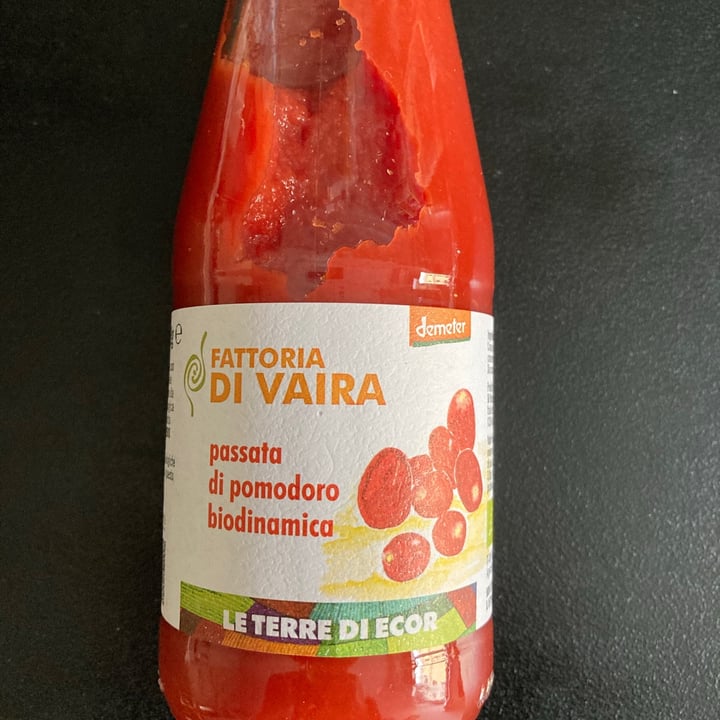 demeter
FATTORIA
DI VAIRA
passata
di pomodoro
biodinamica
LE TERRE DI ECOR